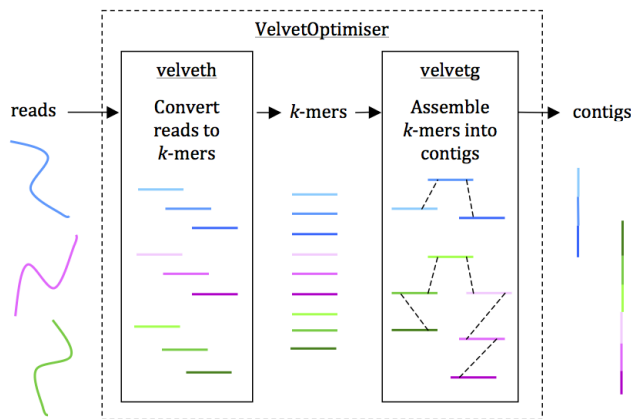 VelvetOptimiser
velveth
velvetg
reads
Convert
reads to
k-mers
k-mers
Assemble
k-mers into
contigs
contigs